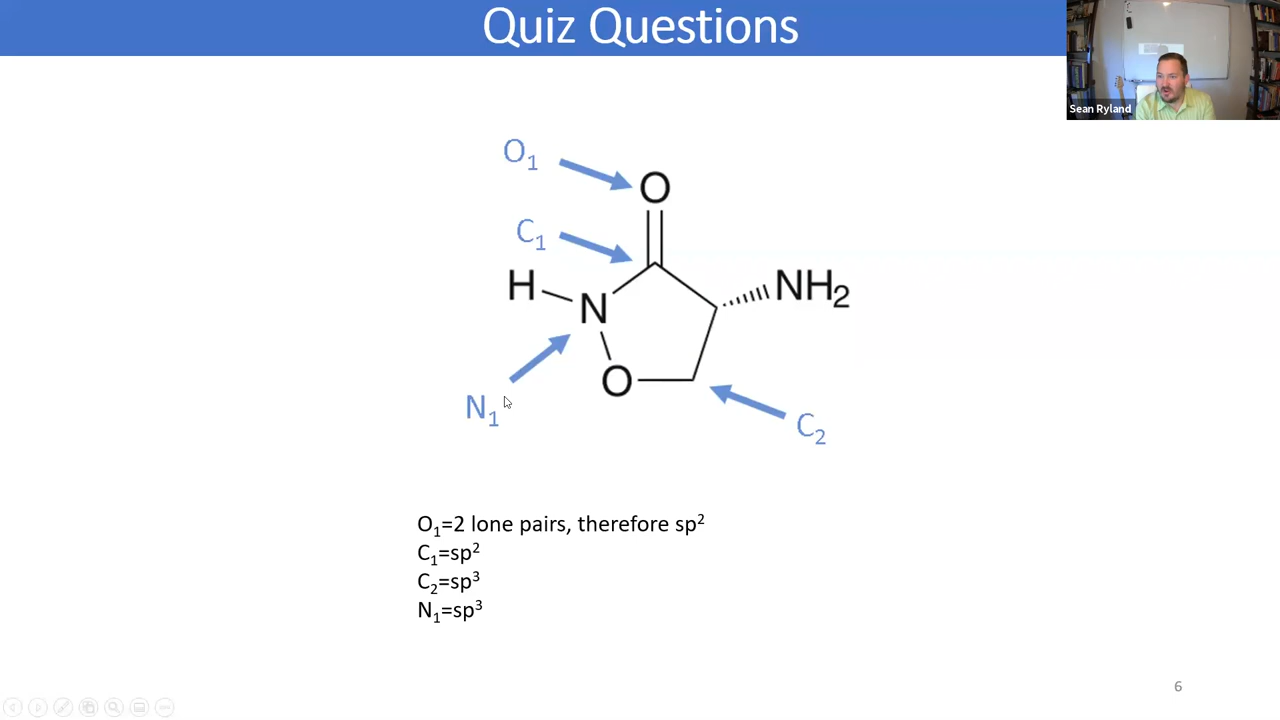 Quiz Questions
Sean Ryland
O₁
O
C₁
H
N
NH₂
O
N₁
C₂
O₁=2 lone pairs, therefore sp²
C₁=sp²
C₂=sp³
N₁=sp³
6